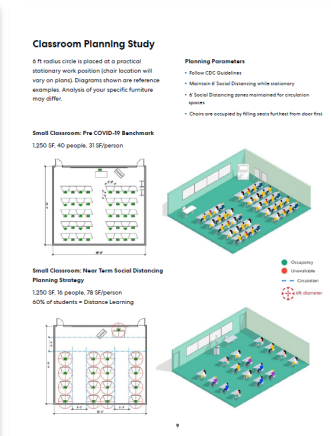 Classroom Planning Study
6 ft radius circle is placed at a practical
stationary work position (chair location will
vary on plans). Diagrams shown are reference
examples. Analysis of your specific furniture
may differ.
Planning Parameters
• Follow CDC Guidelines
• Maintain 6' Social Distancing while stationary
• 6' Social Distancing zones maintained for circulation
spaces
• Chairs are occupied by filling seats furthest from door first
Small Classroom: Pre COVID-19 Benchmark
1,250 SF, 40 people, 31 SF/person
Occupancy
Unavailable
Circulation
6ft diameter
Small Classroom: Near Term Social Distancing
Planning Strategy
1,250 SF, 16 people, 78 SF/person
60% of students = Distance Learning
9